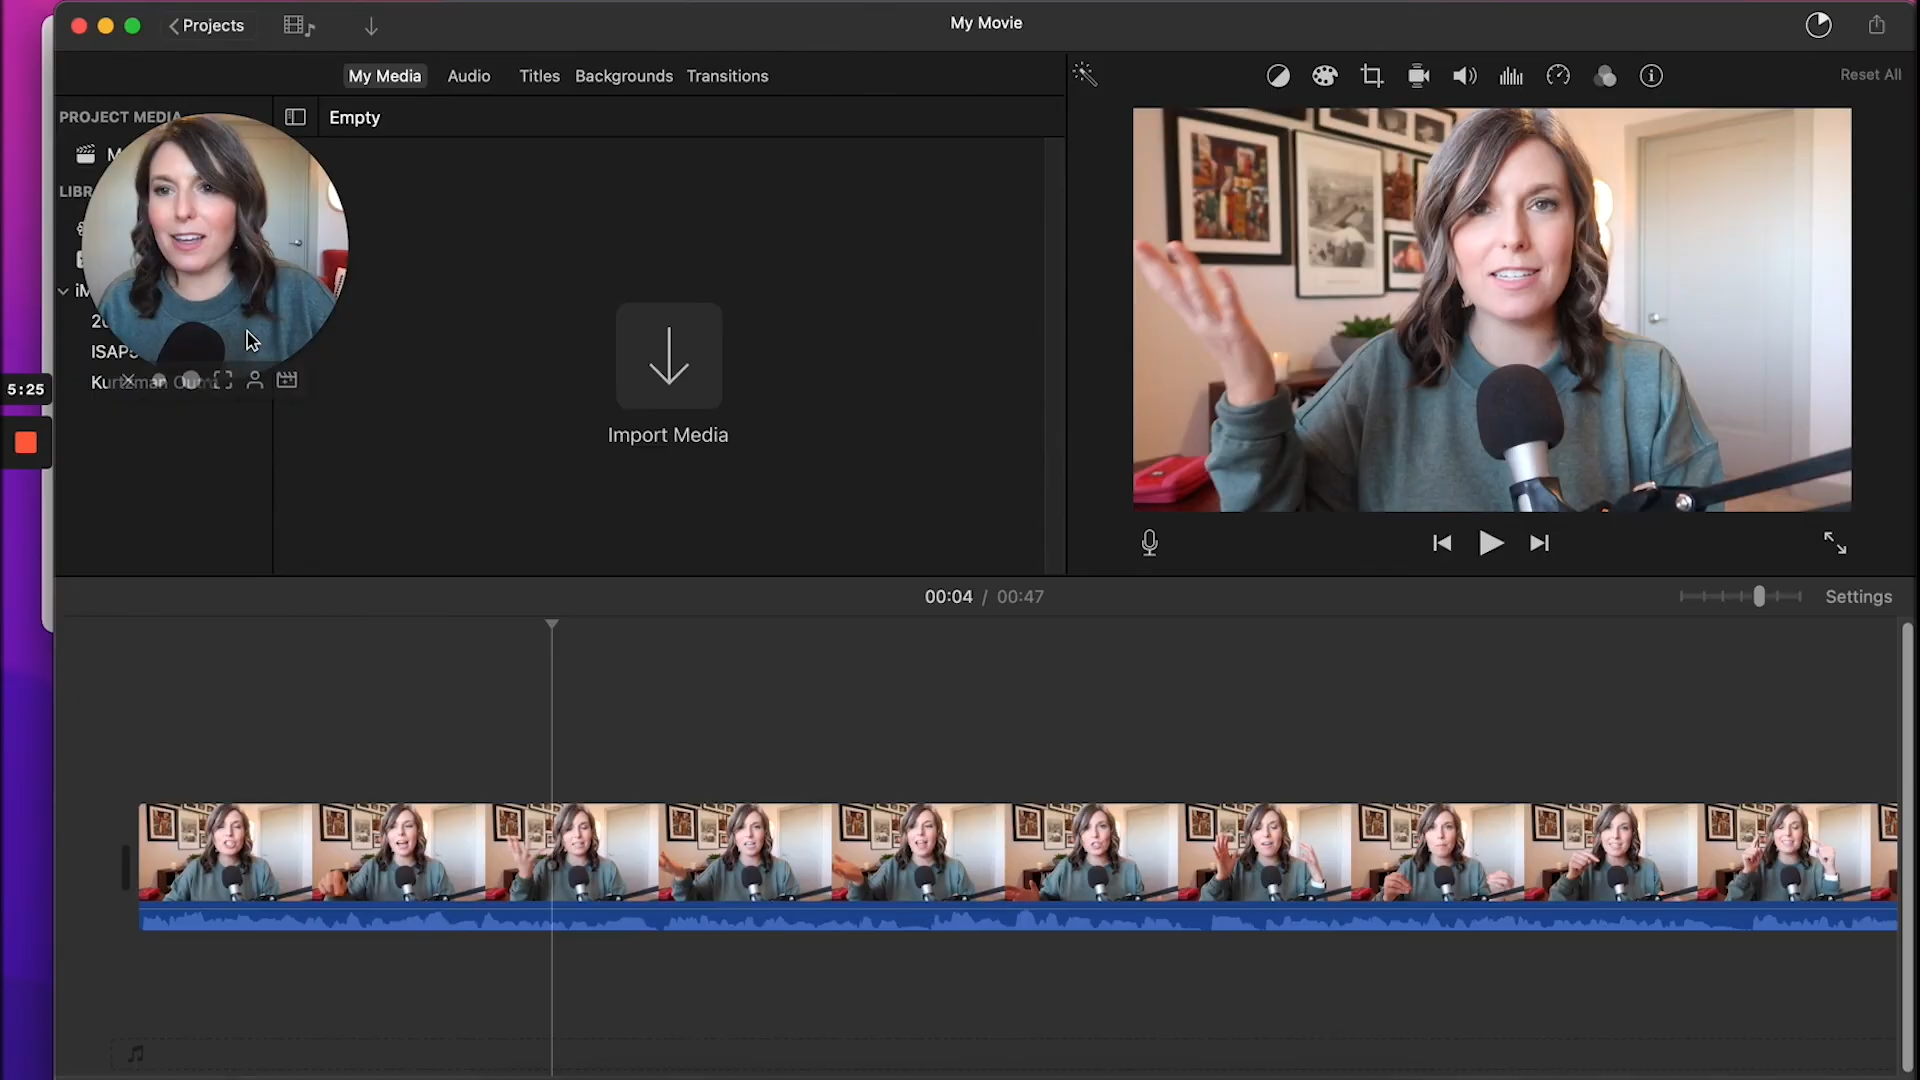 Projects
My Movie
My Media Audio Titles Backgrounds Transitions
Reset All
PROJECT MEDIA
Empty
Import Media
5:25
00:04 / 00:47
Settings
Kurtzman